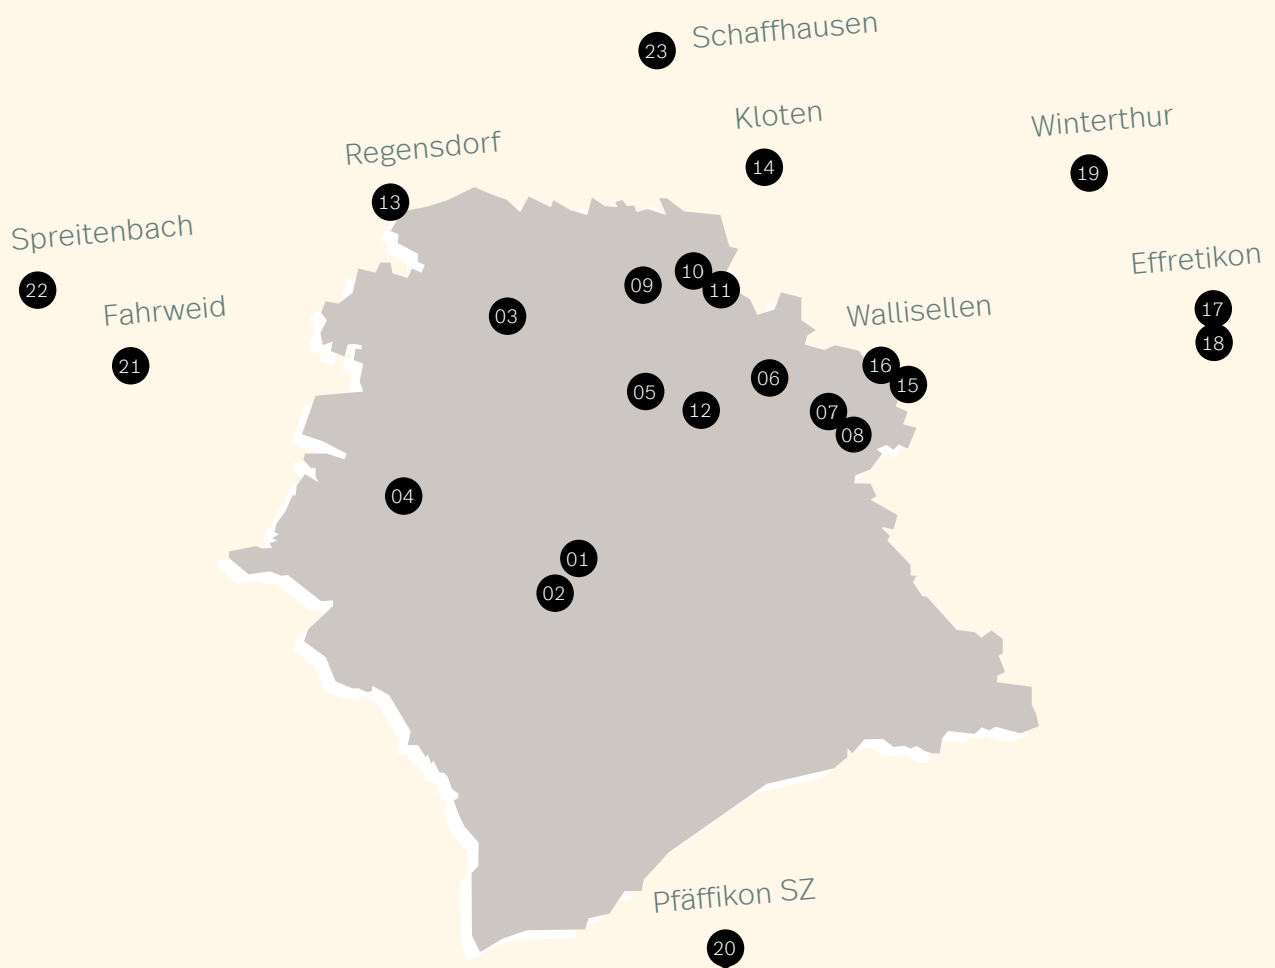 Schaffhausen
23
Kloten
14
Winterthur
19
Regensdorf
13
Spreitenbach
22
Fahrweid
21
Effretikon
17
18
Wallisellen
16
15
10
09
11
03
06
05
12
07
08
04
01
02
Pfäffikon SZ
20